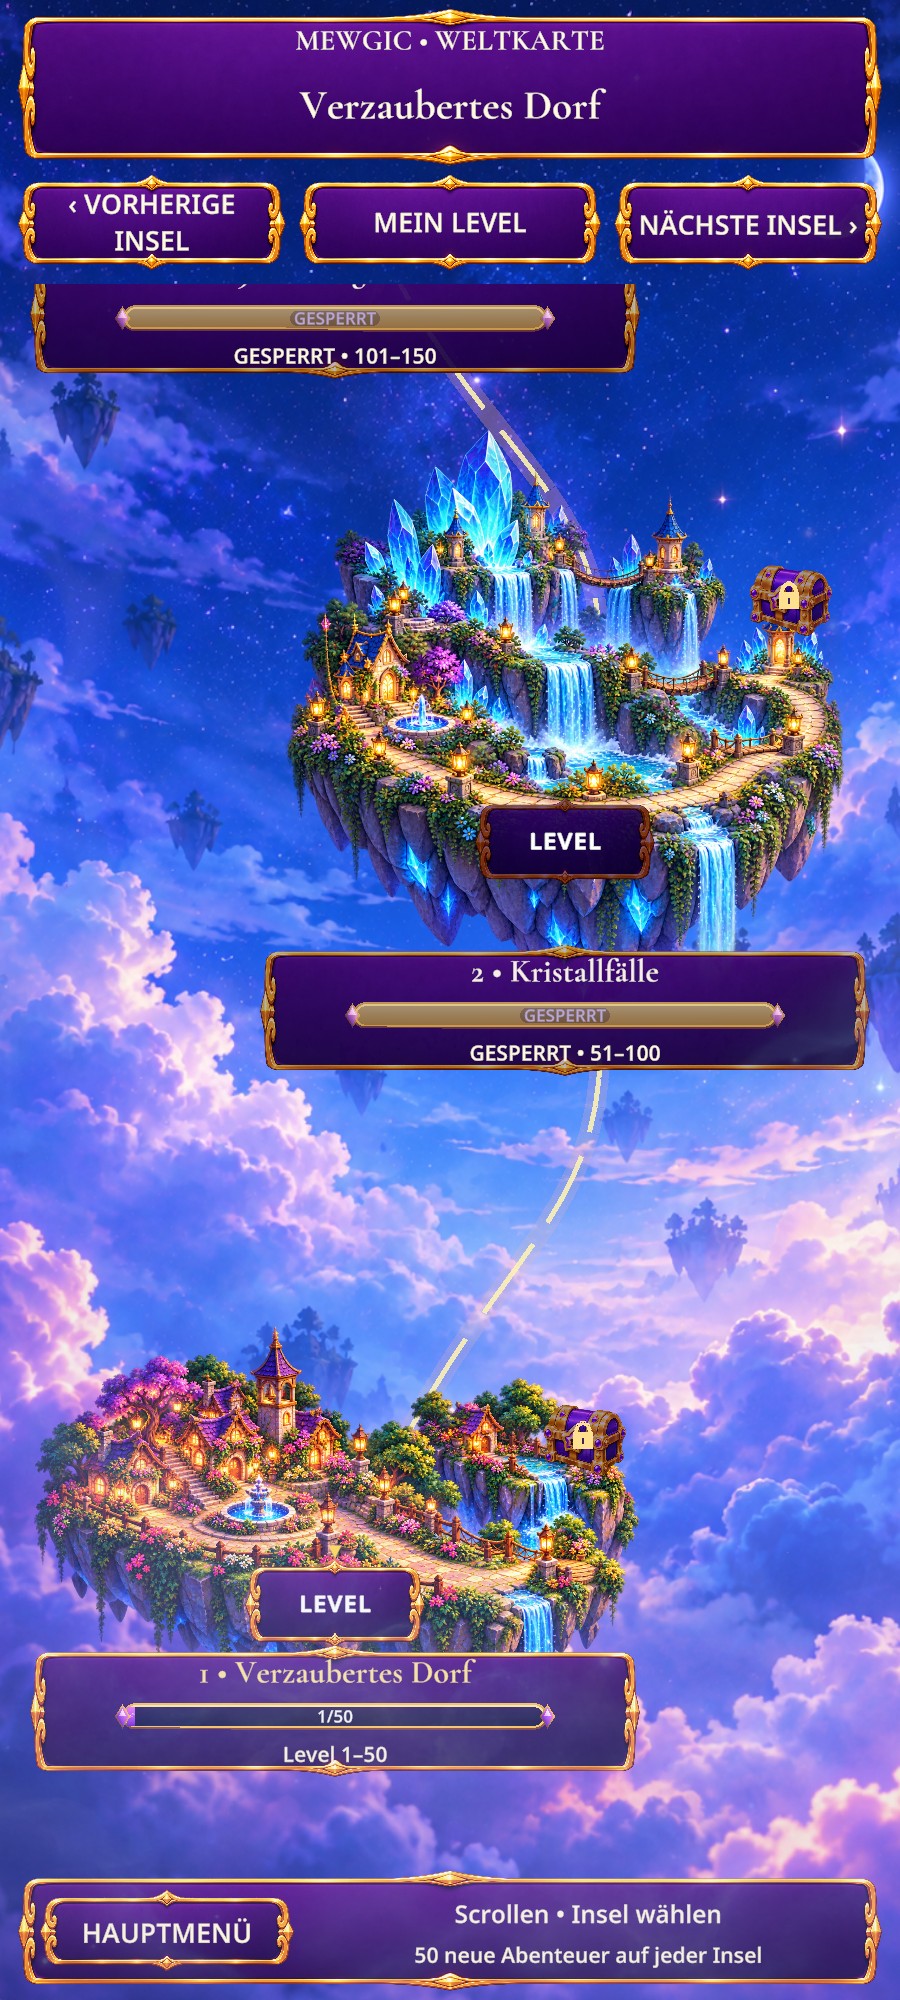 MEWGIC • WELTKARTE
Verzaubertes Dorf
‹ VORHERIGE
INSEL
MEIN LEVEL
NÄCHSTE INSEL ›
GESPERRT
GESPERRT • 101–150
LEVEL
2 • Kristallfälle
GESPERRT
GESPERRT • 51–100
LEVEL
1 • Verzaubertes Dorf
1/50
Level 1–50
HAUPTMENÜ
Scrollen • Insel wählen
50 neue Abenteuer auf jeder Insel